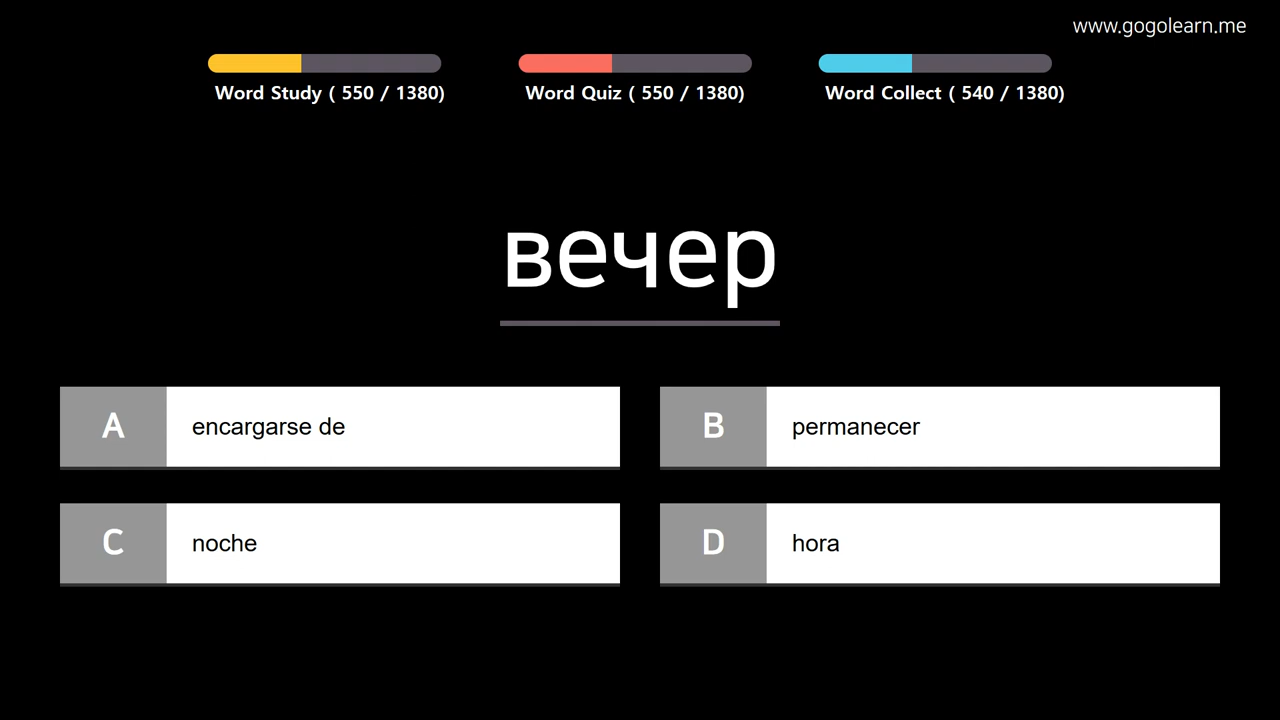 www.gogolearn.me
Word Study ( 550 / 1380)
Word Quiz ( 550 / 1380)
Word Collect ( 540 / 1380)
вечер
A encargarse de
B permanecer
C noche
D hora